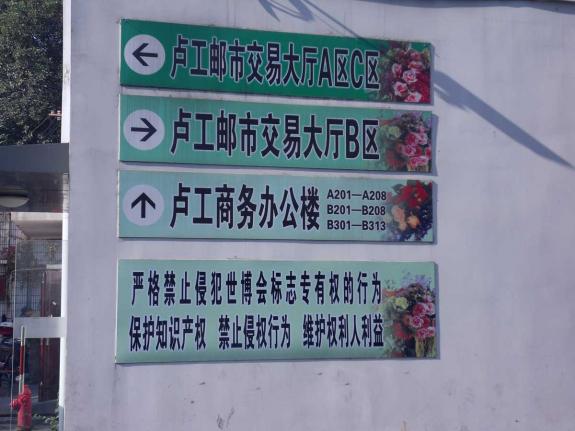 卢工邮市交易大厅A区C区
卢工邮市交易大厅B区
卢工商务办公楼
A201—A208
B201—B208
B301—B313
严格禁止侵犯世博会标志专有权的行为
保护知识产权 禁止侵权行为 维护权利人利益